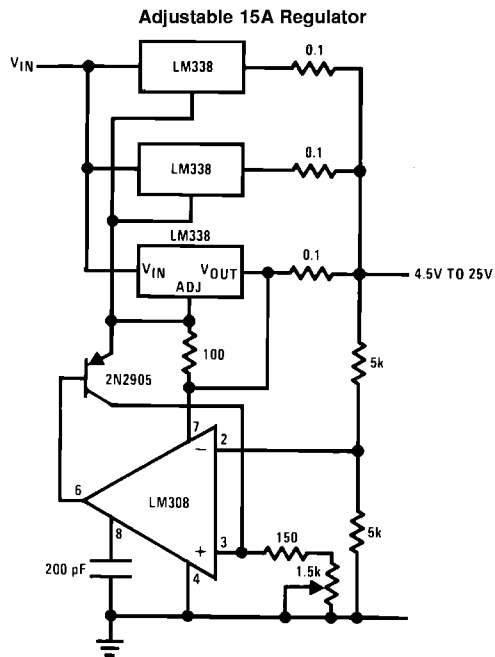 Adjustable 15A Regulator
0.1
VIN
LM338
0.1
LM338
LM338
0.1
VIN VOUT
4.5V TO 25V
ADJ
100
5k
2N2905
7
2
−
6
LM308
8
5k
+
3
150
200 pF
4
1.5k